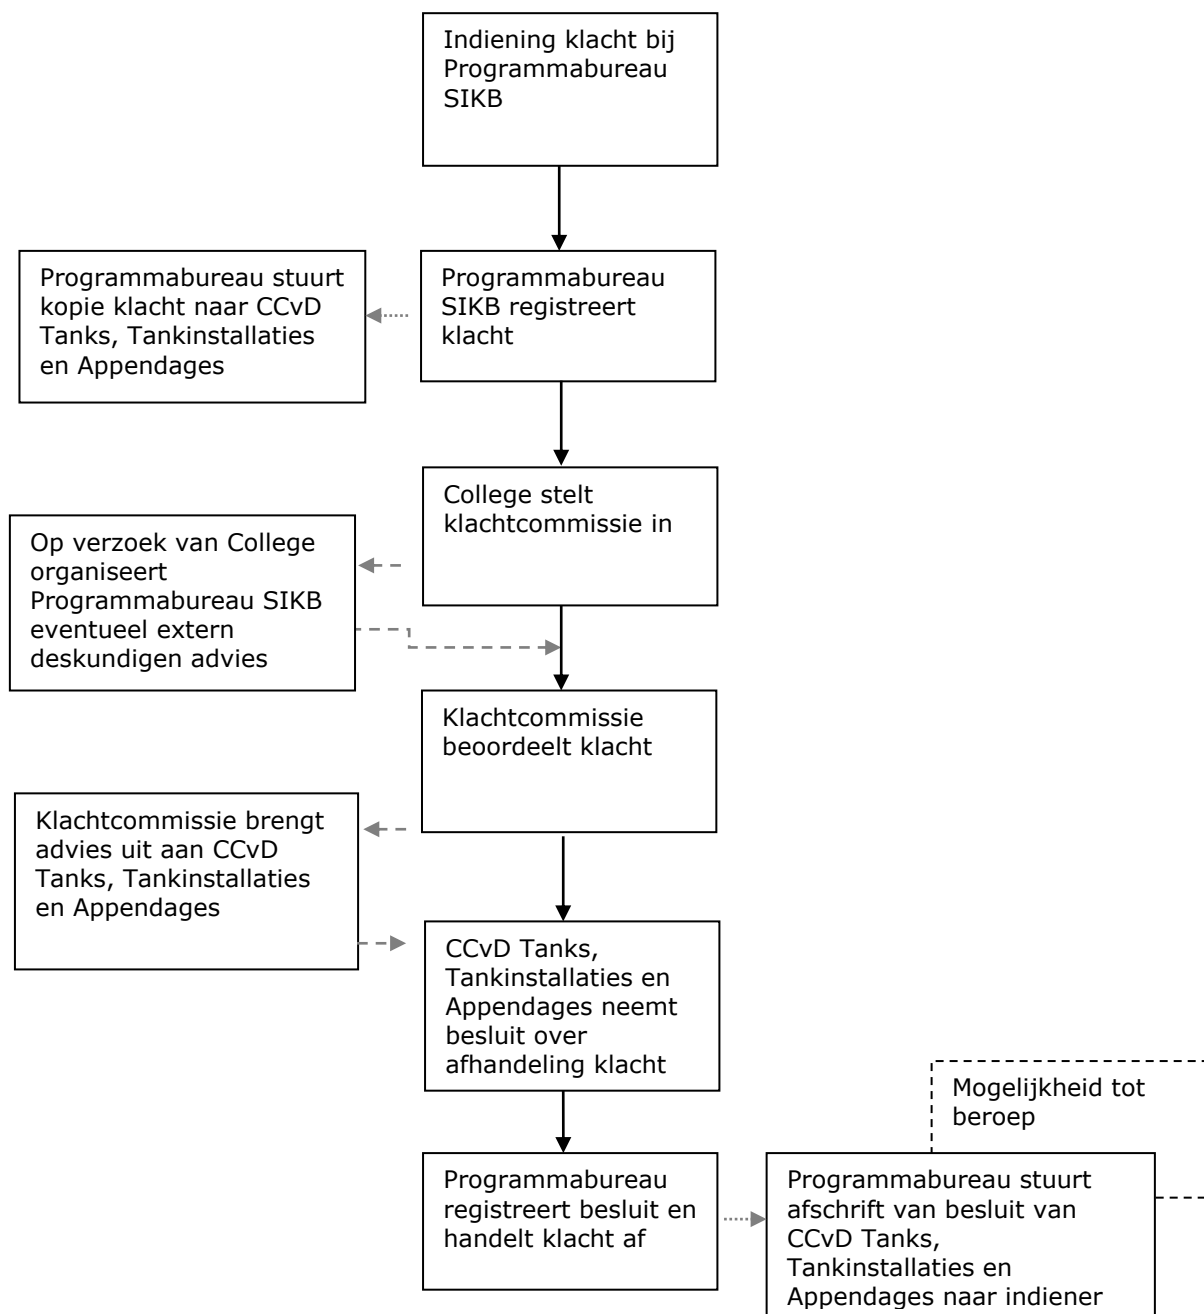 Indiening klacht bij
Programmabureau
SIKB
Programmabureau stuurt
kopie klacht naar CCvD
Tanks, Tankinstallaties
en Appendages
Programmabureau
SIKB registreert
klacht
College stelt
klachtcommissie in
Op verzoek van College
organiseert
Programmabureau SIKB
eventueel extern
deskundigen advies
Klachtcommissie
beoordeelt klacht
Klachtcommissie brengt
advies uit aan CCvD
Tanks, Tankinstallaties
en Appendages
CCvD Tanks,
Tankinstallaties en
Appendages neemt
besluit over
afhandeling klacht
Mogelijkheid tot
beroep
Programmabureau
registreert besluit en
handelt klacht af
Programmabureau stuurt
afschrift van besluit van
CCvD Tanks,
Tankinstallaties en
Appendages naar indiener